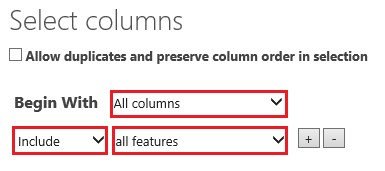 Select columns
Allow duplicates and preserve column order in selection
Begin With All columns
Include all features + -